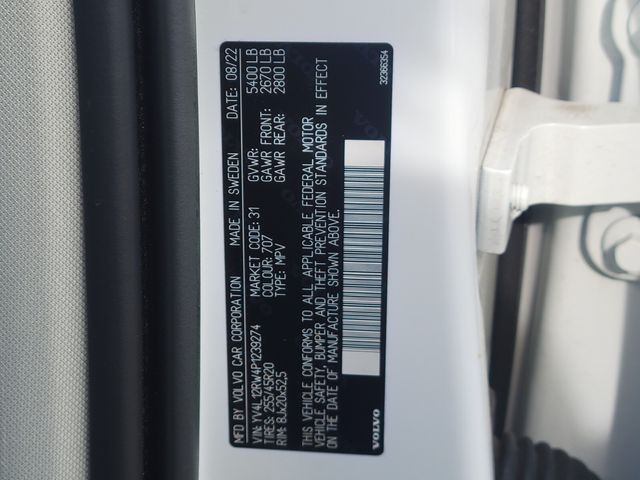 MFD BY VOLVO CAR CORPORATION MADE IN SWEDEN DATE: 08/22
VIN: YV4L12RW4P1239274 MARKET CODE: 31 GVWR: 5400 LB
TYRES: 255/45R20 COLOUR: 707 GAWR FRONT: 2670 LB
RIM: 8Jx20x52,5 TYPE: MPV GAWR REAR: 2800 LB
THIS VEHICLE CONFORMS TO ALL APPLICABLE FEDERAL MOTOR
VEHICLE SAFETY, BUMPER AND THEFT PREVENTION STANDARDS IN EFFECT
ON THE DATE OF MANUFACTURE SHOWN ABOVE.
VOLVO 32366354